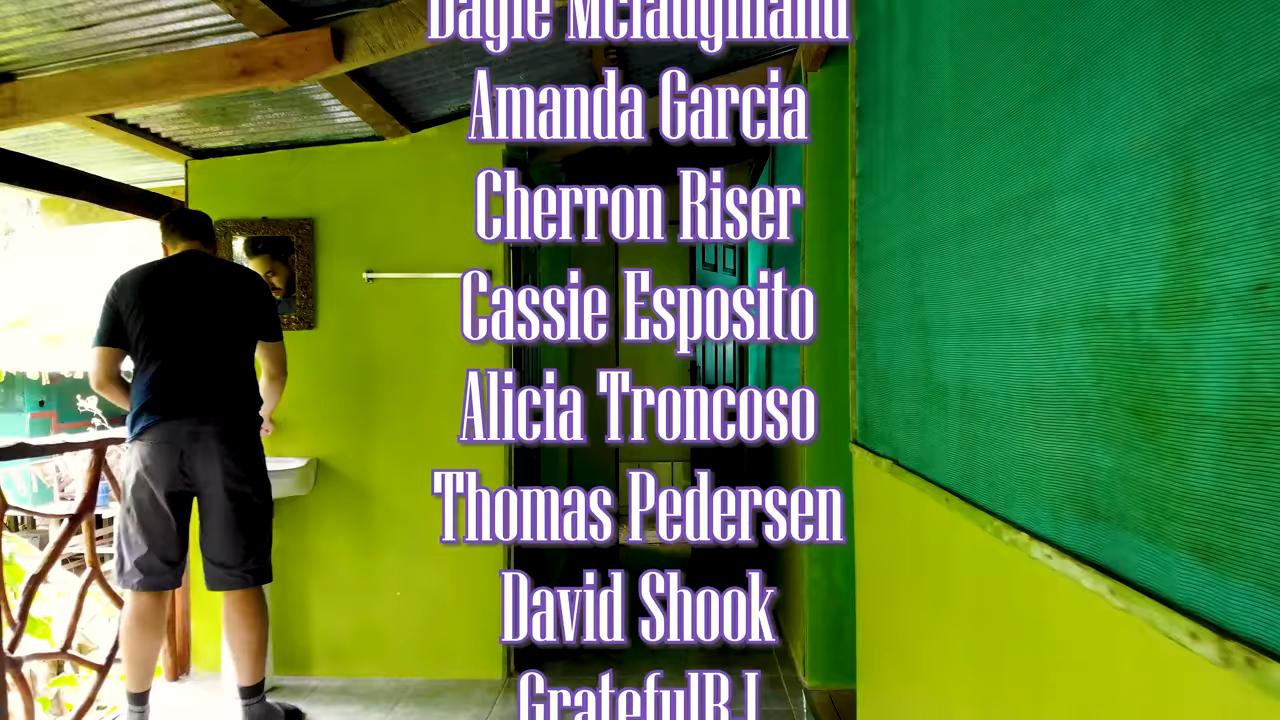 Amanda Garcia
Cherron Riser
Cassie Esposito
Alicia Troncoso
Thomas Pedersen
David Shook